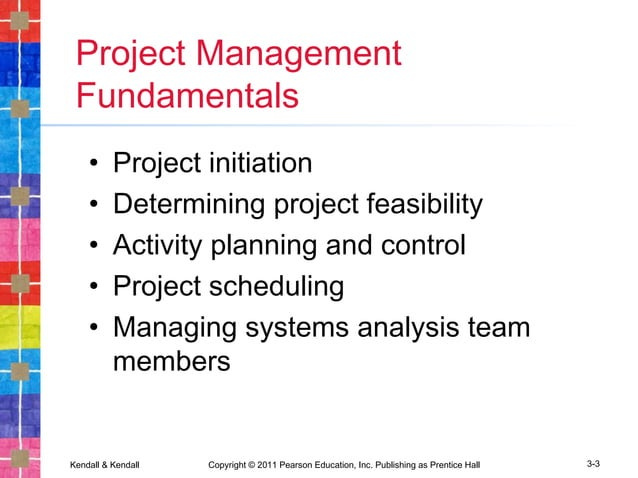 Project Management
Fundamentals
• Project initiation
• Determining project feasibility
• Activity planning and control
• Project scheduling
• Managing systems analysis team
members
Kendall & Kendall Copyright © 2011 Pearson Education, Inc. Publishing as Prentice Hall 3-3